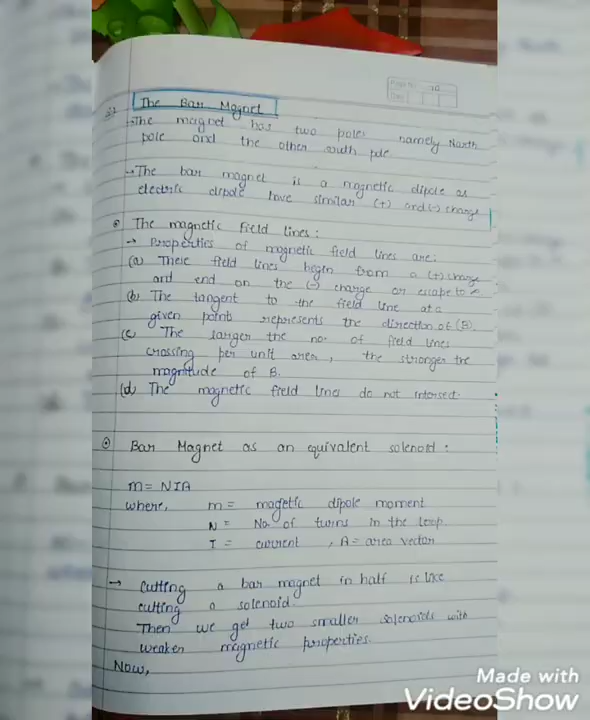 Page No. 70
Date
The Bar Magnet
→The magnet has two poles namely North
pole and the other south pole
→The bar magnet is a magnetic dipole as
electric dipole have similar (+) and (-) charge
The magnetic field lines:
→ Properties of magnetic field lines are:
(a) These field lines begin from a (+) charge
and end on the (-) charge or escape to ∞
(b) The tangent to the field line at a
given point represents the direction of (B).
(c) The larger the no. of field lines
crossing per unit area, the stronger the
magnitude of B.
(d) The magnetic field lines do not intersect.
Bar Magnet as an equivalent solenoid:
m = NIA
where, m = magetic dipole moment
N = No. of turns in the loop.
I = current , A = area vector
→ Cutting a bar magnet in half is like
cutting a solenoid.
Then we get two smaller solenoids with
weaker magnetic properties.
Now,
Made with
VideoShow